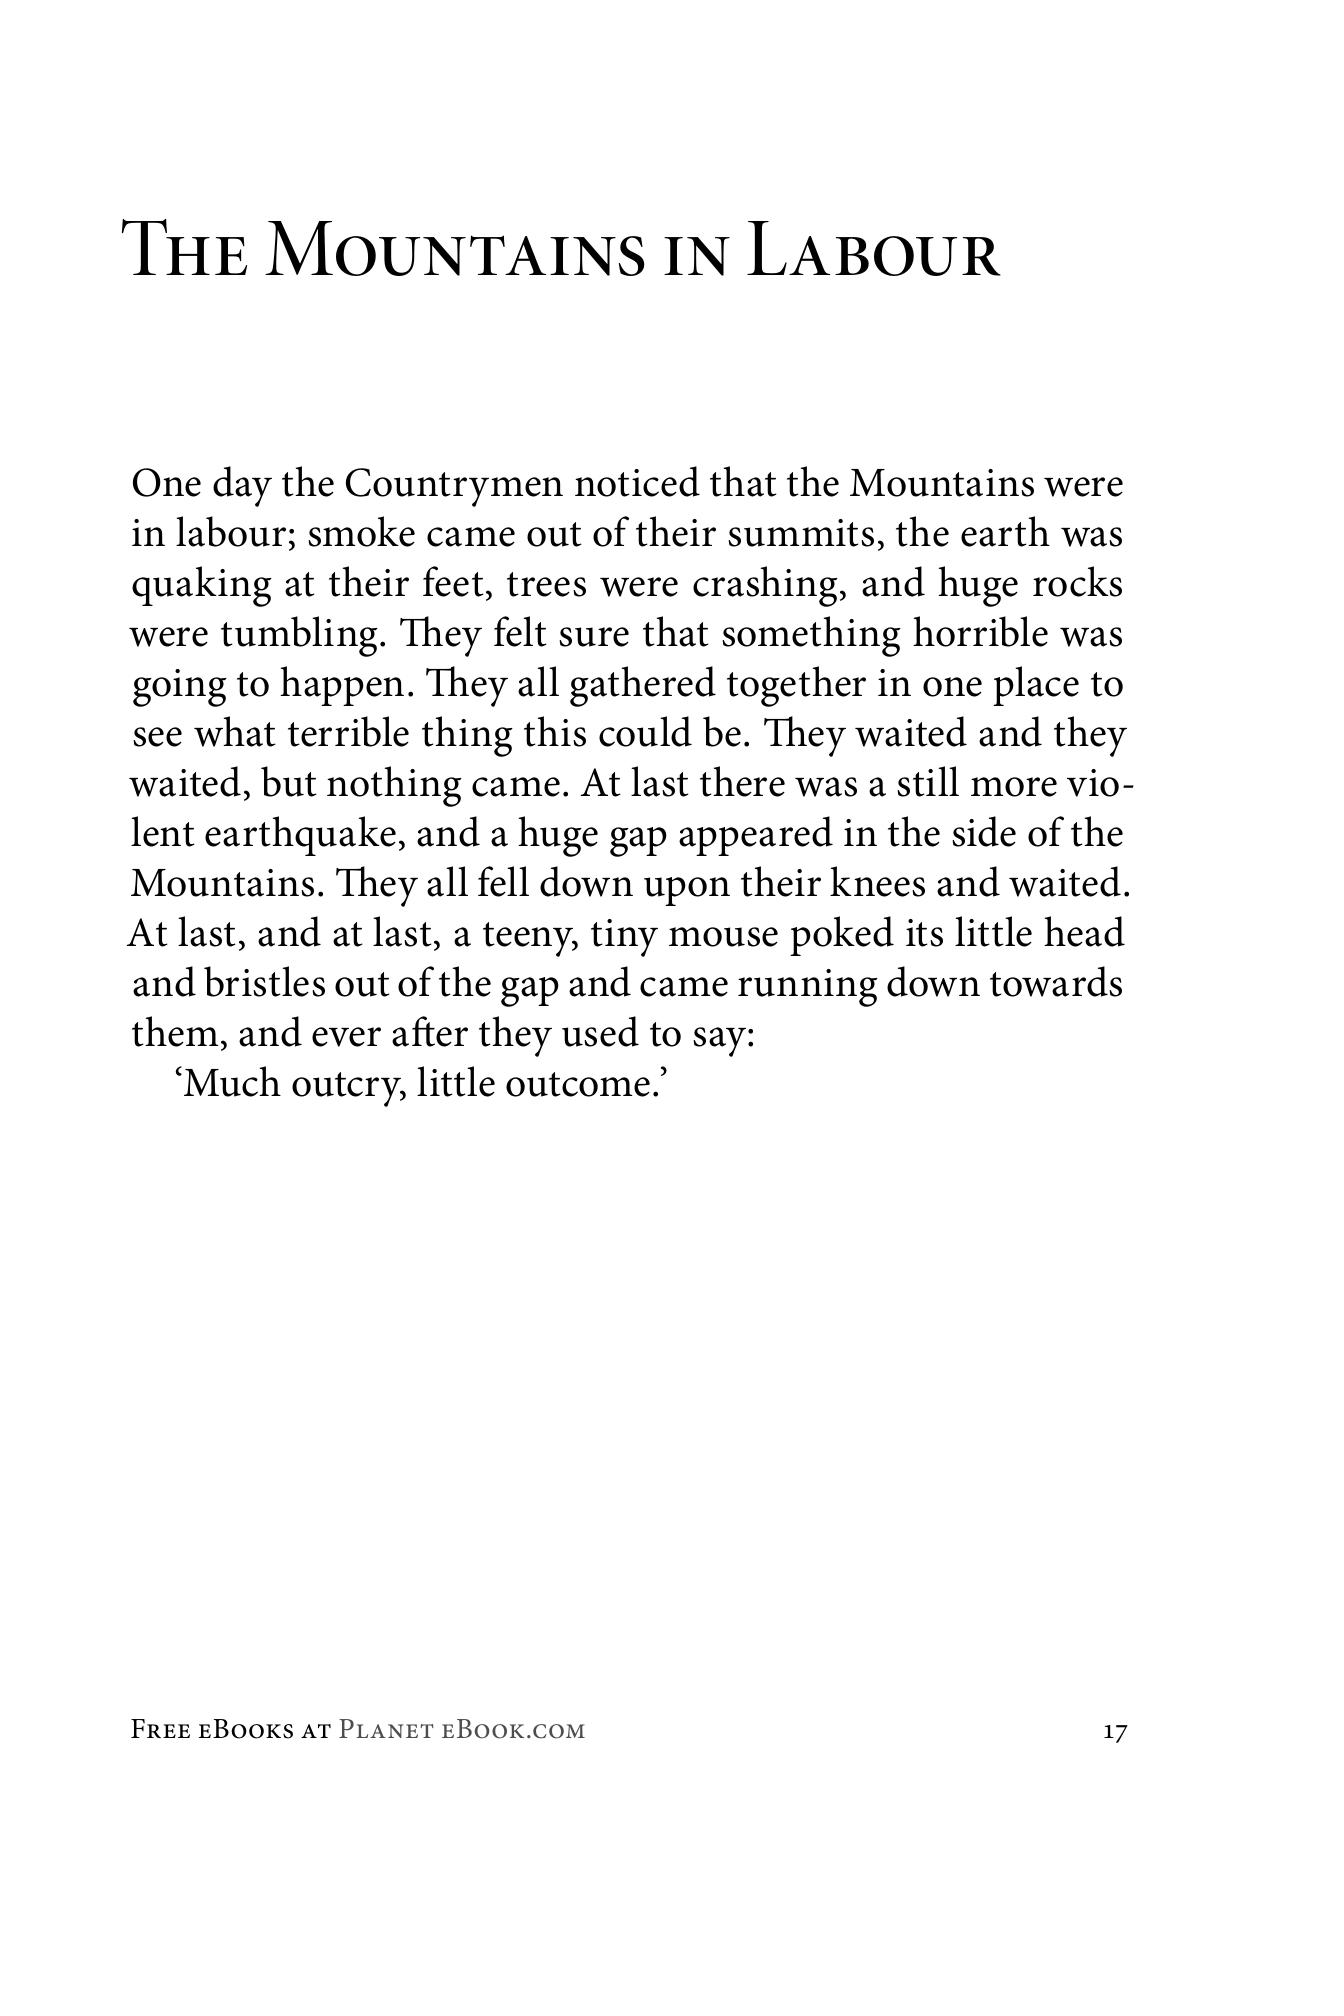 The Mountains in Labour
One day the Countrymen noticed that the Mountains were
in labour; smoke came out of their summits, the earth was
quaking at their feet, trees were crashing, and huge rocks
were tumbling. They felt sure that something horrible was
going to happen. They all gathered together in one place to
see what terrible thing this could be. They waited and they
waited, but nothing came. At last there was a still more vio-
lent earthquake, and a huge gap appeared in the side of the
Mountains. They all fell down upon their knees and waited.
At last, and at last, a teeny, tiny mouse poked its little head
and bristles out of the gap and came running down towards
them, and ever after they used to say:
‘Much outcry, little outcome.’
Free eBooks at Planet eBook.com 17